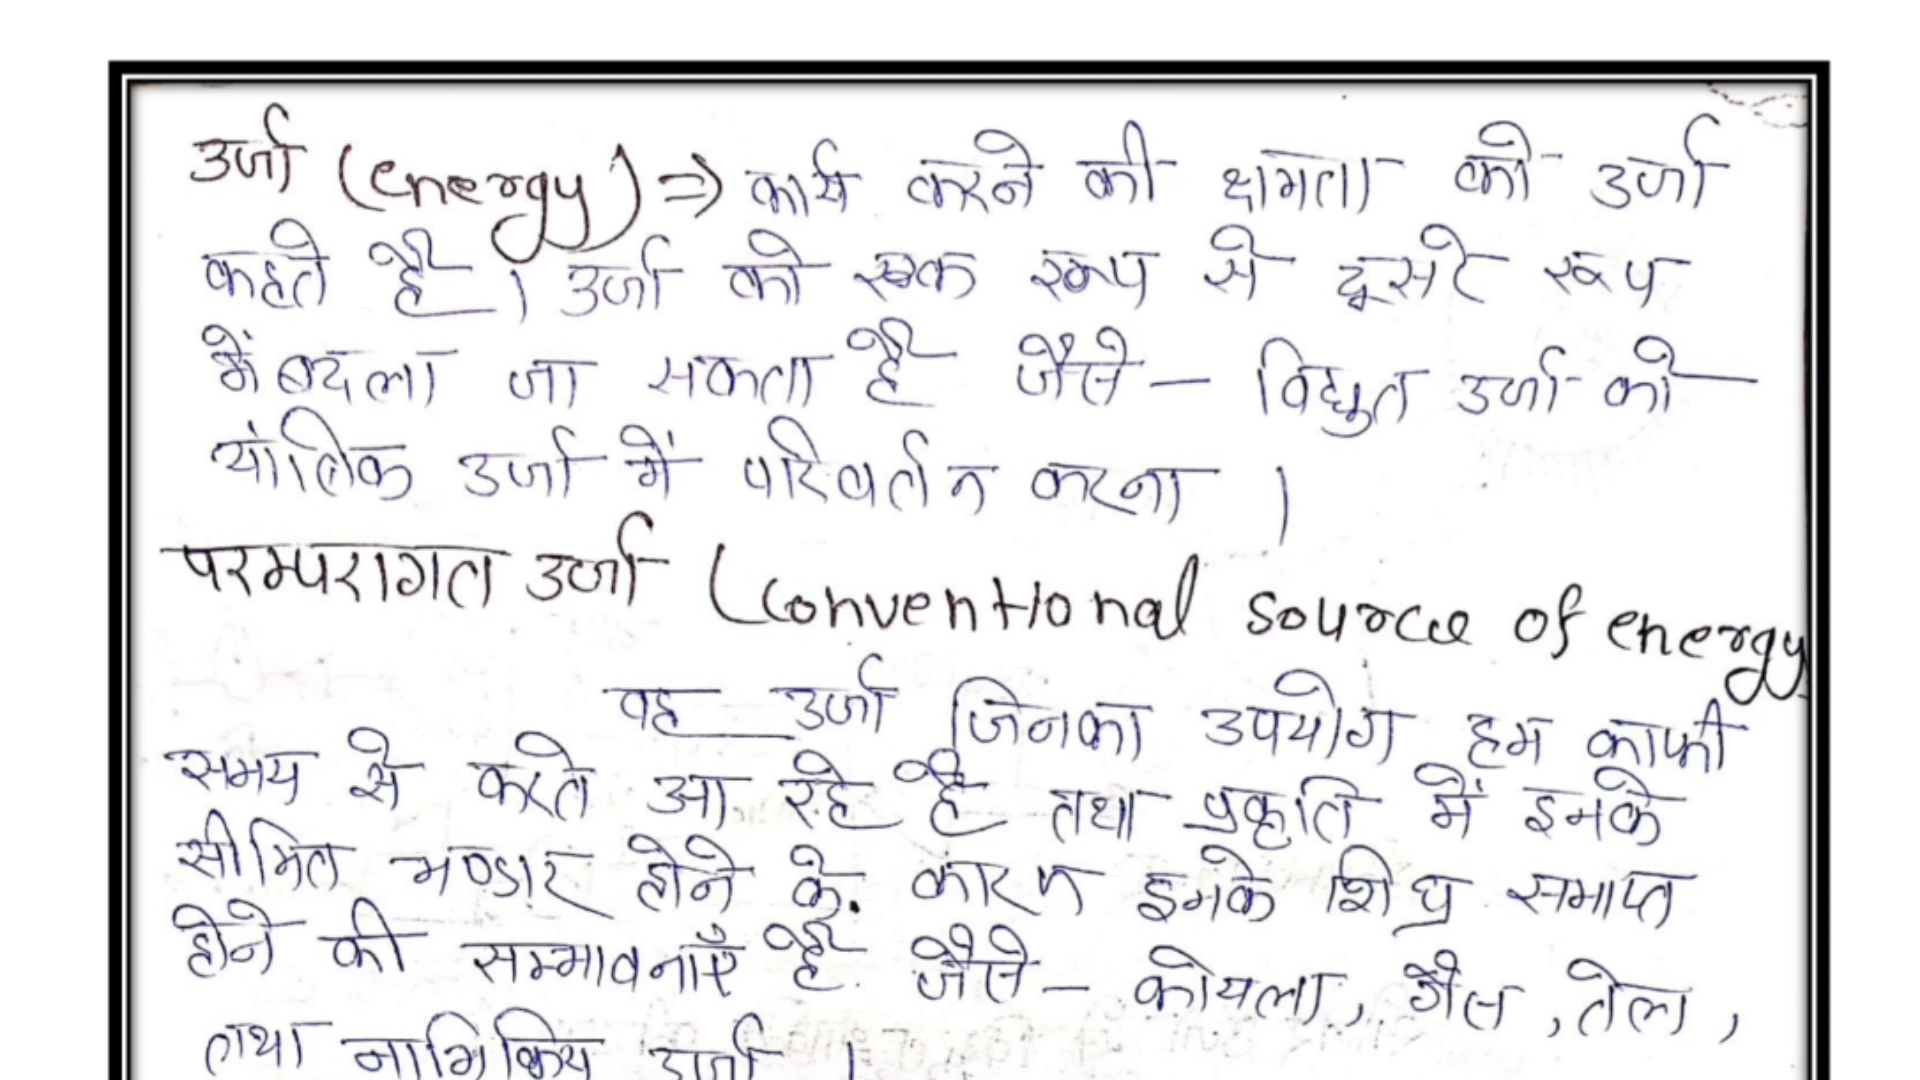 उर्जा (energy) ⇒ कार्य करने की क्षमता को उर्जा
कहते है। उर्जा को एक रूप से दूसरे रूप
में बदला जा सकता है जैसे - विद्युत उर्जा को
यांत्रिक उर्जा में परिवर्तन करना ।
परम्परागत उर्जा (conventional source of energy
वह उर्जा जिनका उपयोग हम काफी
समय से करते आ रहे है तथा प्रकृति में इनके
सीमित भण्डार होने के कारण इनके शिघ्र समाप्त
होने की सम्भावनाएँ है जैसे - कोयला, गैस, तेल,
तथा नाभिकिय उर्जा ।